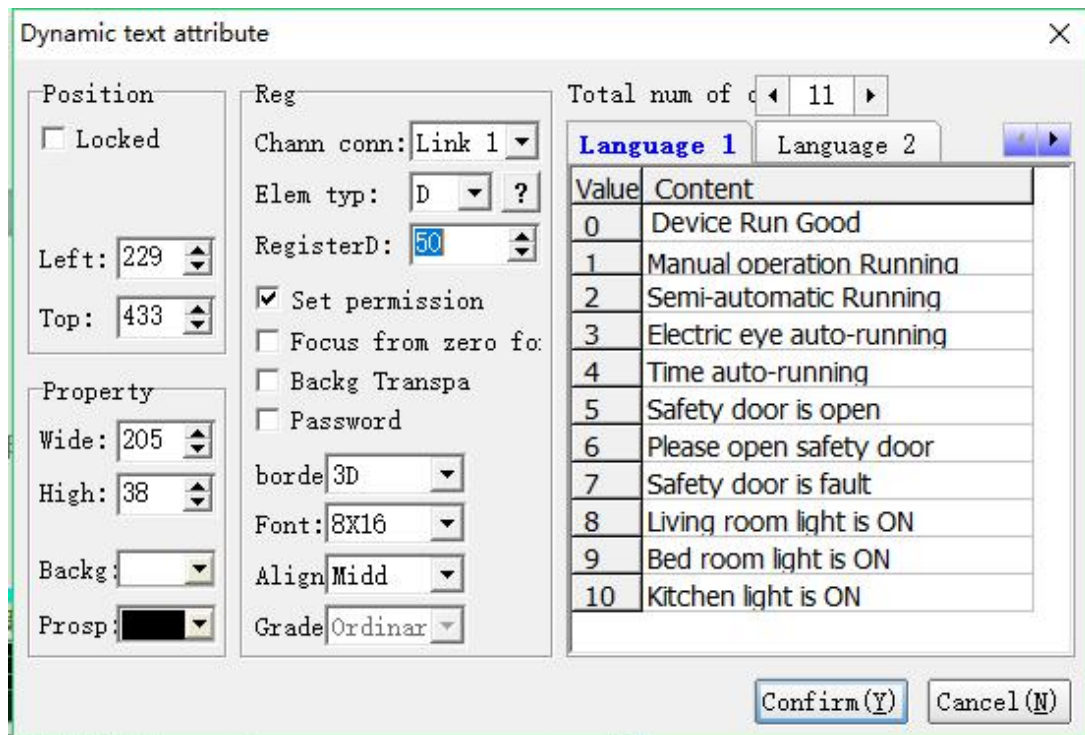 Dynamic text attribute
Position
Locked
Left: 229
Top: 433
Property
Wide: 205
High: 38
Backg:
Prosp:
Reg
Chann conn: Link 1
Elem typ: D ?
RegisterD: 50
Set permission
Focus from zero fo
Backg Transpa
Password
borde 3D
Font: 8X16
Align Midd
Grade Ordinar
Total num of 11
Language 1 Language 2
Value Content
0 Device Run Good
1 Manual operation Running
2 Semi-automatic Running
3 Electric eye auto-running
4 Time auto-running
5 Safety door is open
6 Please open safety door
7 Safety door is fault
8 Living room light is ON
9 Bed room light is ON
10 Kitchen light is ON
Confirm(Y) Cancel(N)